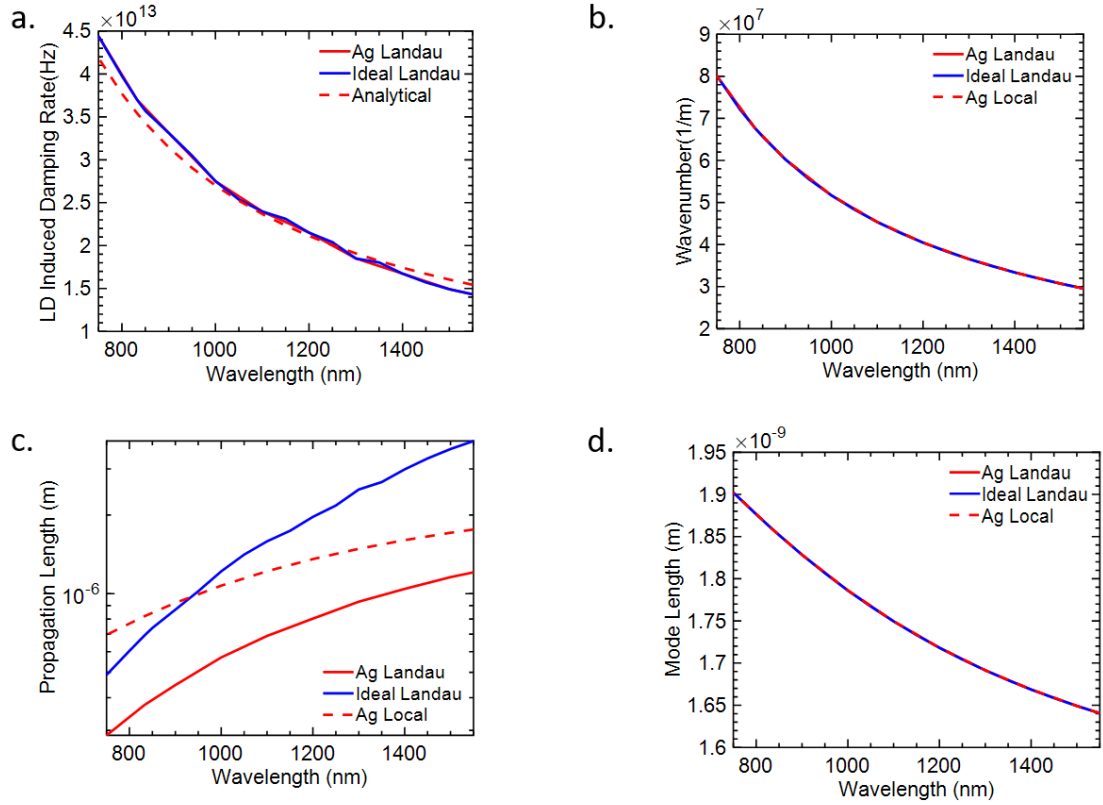 a.
×10^13
4.5
4
3.5
3
2.5
2
1.5
1
800 1000 1200 1400
LD Induced Damping Rate(Hz)
Wavelength (nm)
Ag Landau
Ideal Landau
Analytical
b.
×10^7
9
8
7
6
5
4
3
2
800 1000 1200 1400
Wavenumber(1/m)
Wavelength (nm)
Ag Landau
Ideal Landau
Ag Local
c.
10^-6
800 1000 1200 1400
Propagation Length (m)
Wavelength (nm)
Ag Landau
Ideal Landau
Ag Local
d.
×10^-9
1.95
1.9
1.85
1.8
1.75
1.7
1.65
1.6
800 1000 1200 1400
Mode Length (m)
Wavelength (nm)
Ag Landau
Ideal Landau
Ag Local